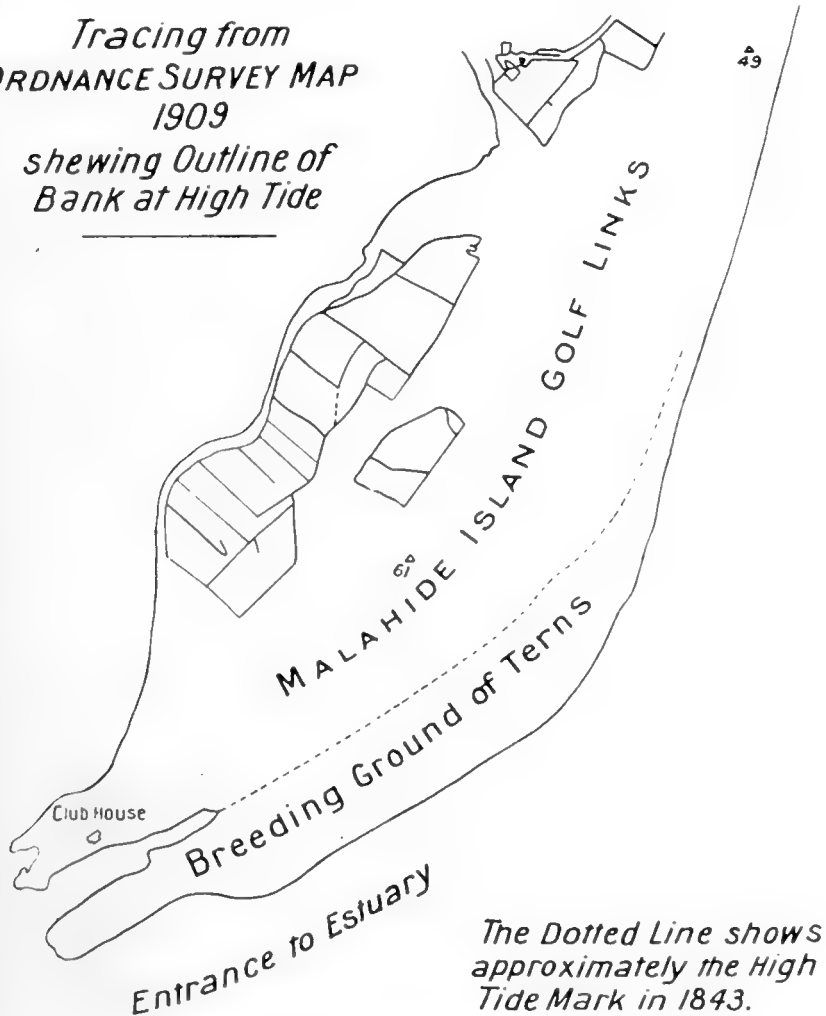 Tracing from
ORDNANCE SURVEY MAP
1909
shewing Outline of
Bank at High Tide
49
MALAHIDE ISLAND GOLF LINKS
61
Breeding Ground of Terns
Club House
Entrance to Estuary
The Dotted Line shows
approximately the High
Tide Mark in 1843.